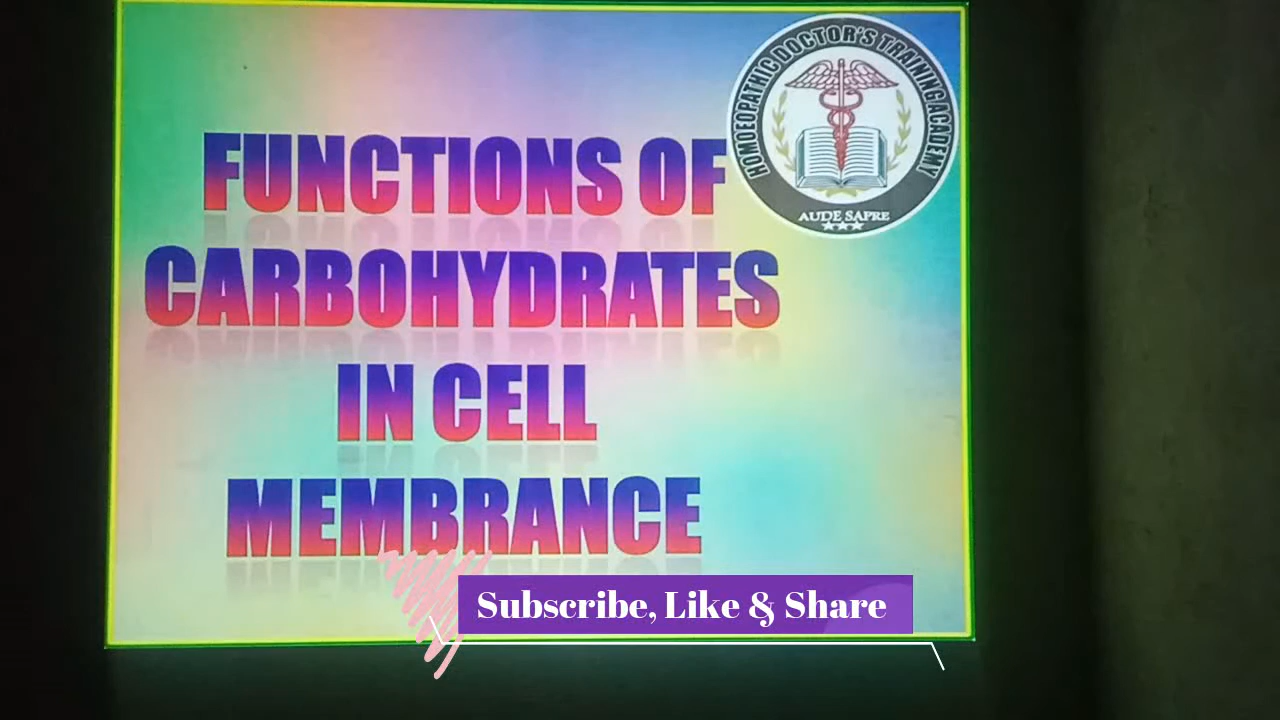 HOMOEOPATHIC DOCTOR'S TRAINING ACADEMY
AUDE SAPRE
FUNCTIONS OF
CARBOHYDRATES
IN CELL
MEMBRANCE
Subscribe, Like & Share